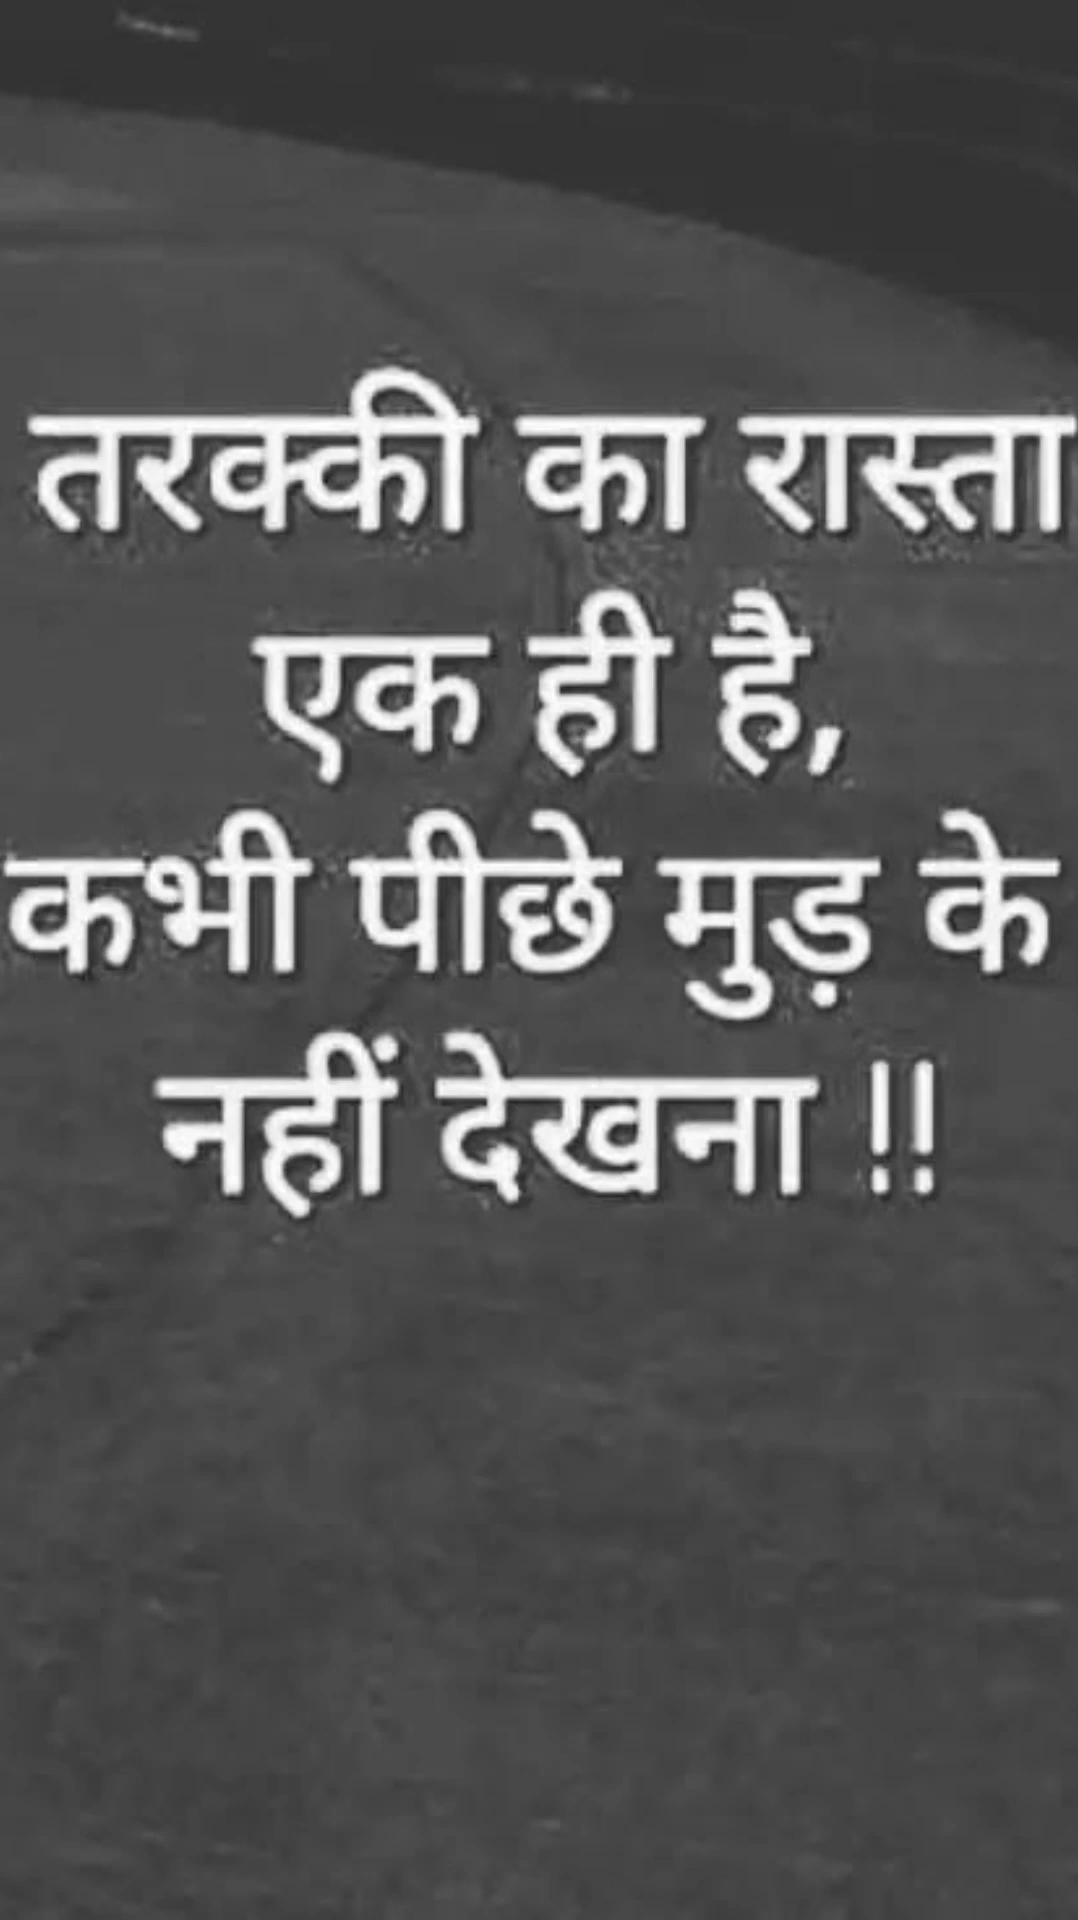 तरक्की का रास्ता
एक ही है,
कभी पीछे मुड़ के
नहीं देखना !!